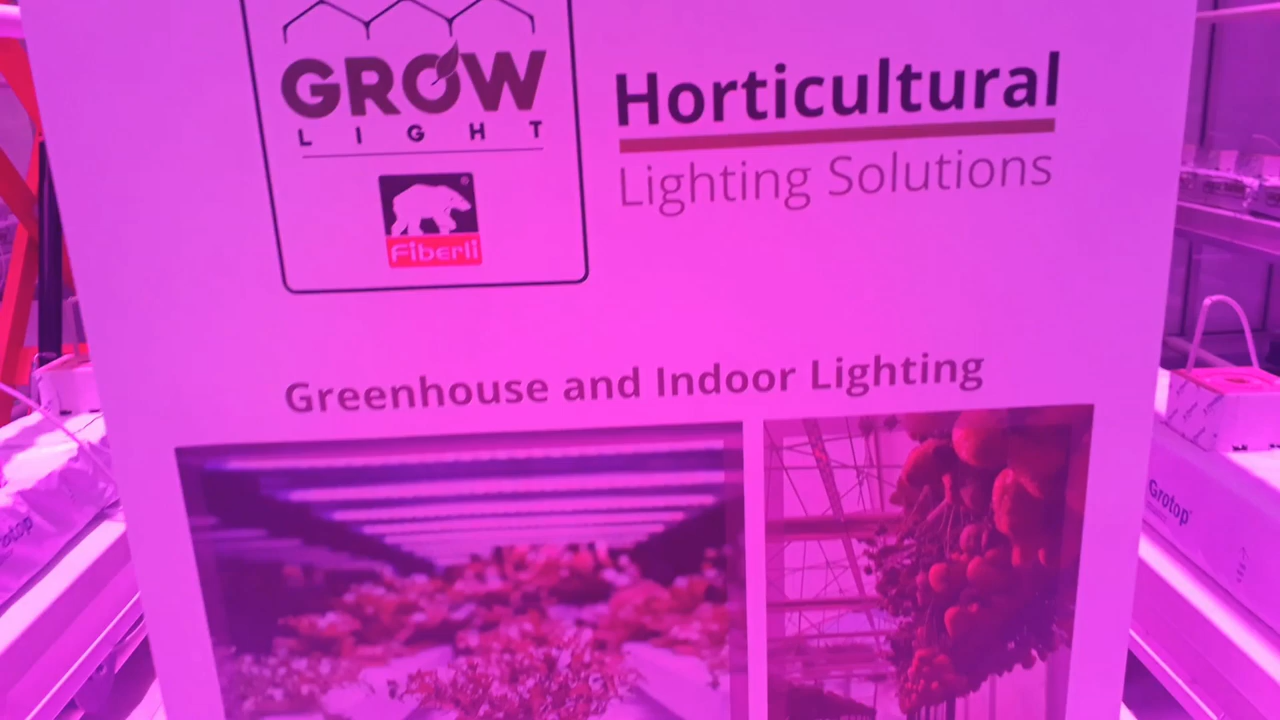 GROW
LIGHT
Fiberli
Horticultural
Lighting Solutions
Greenhouse and Indoor Lighting
Grotop